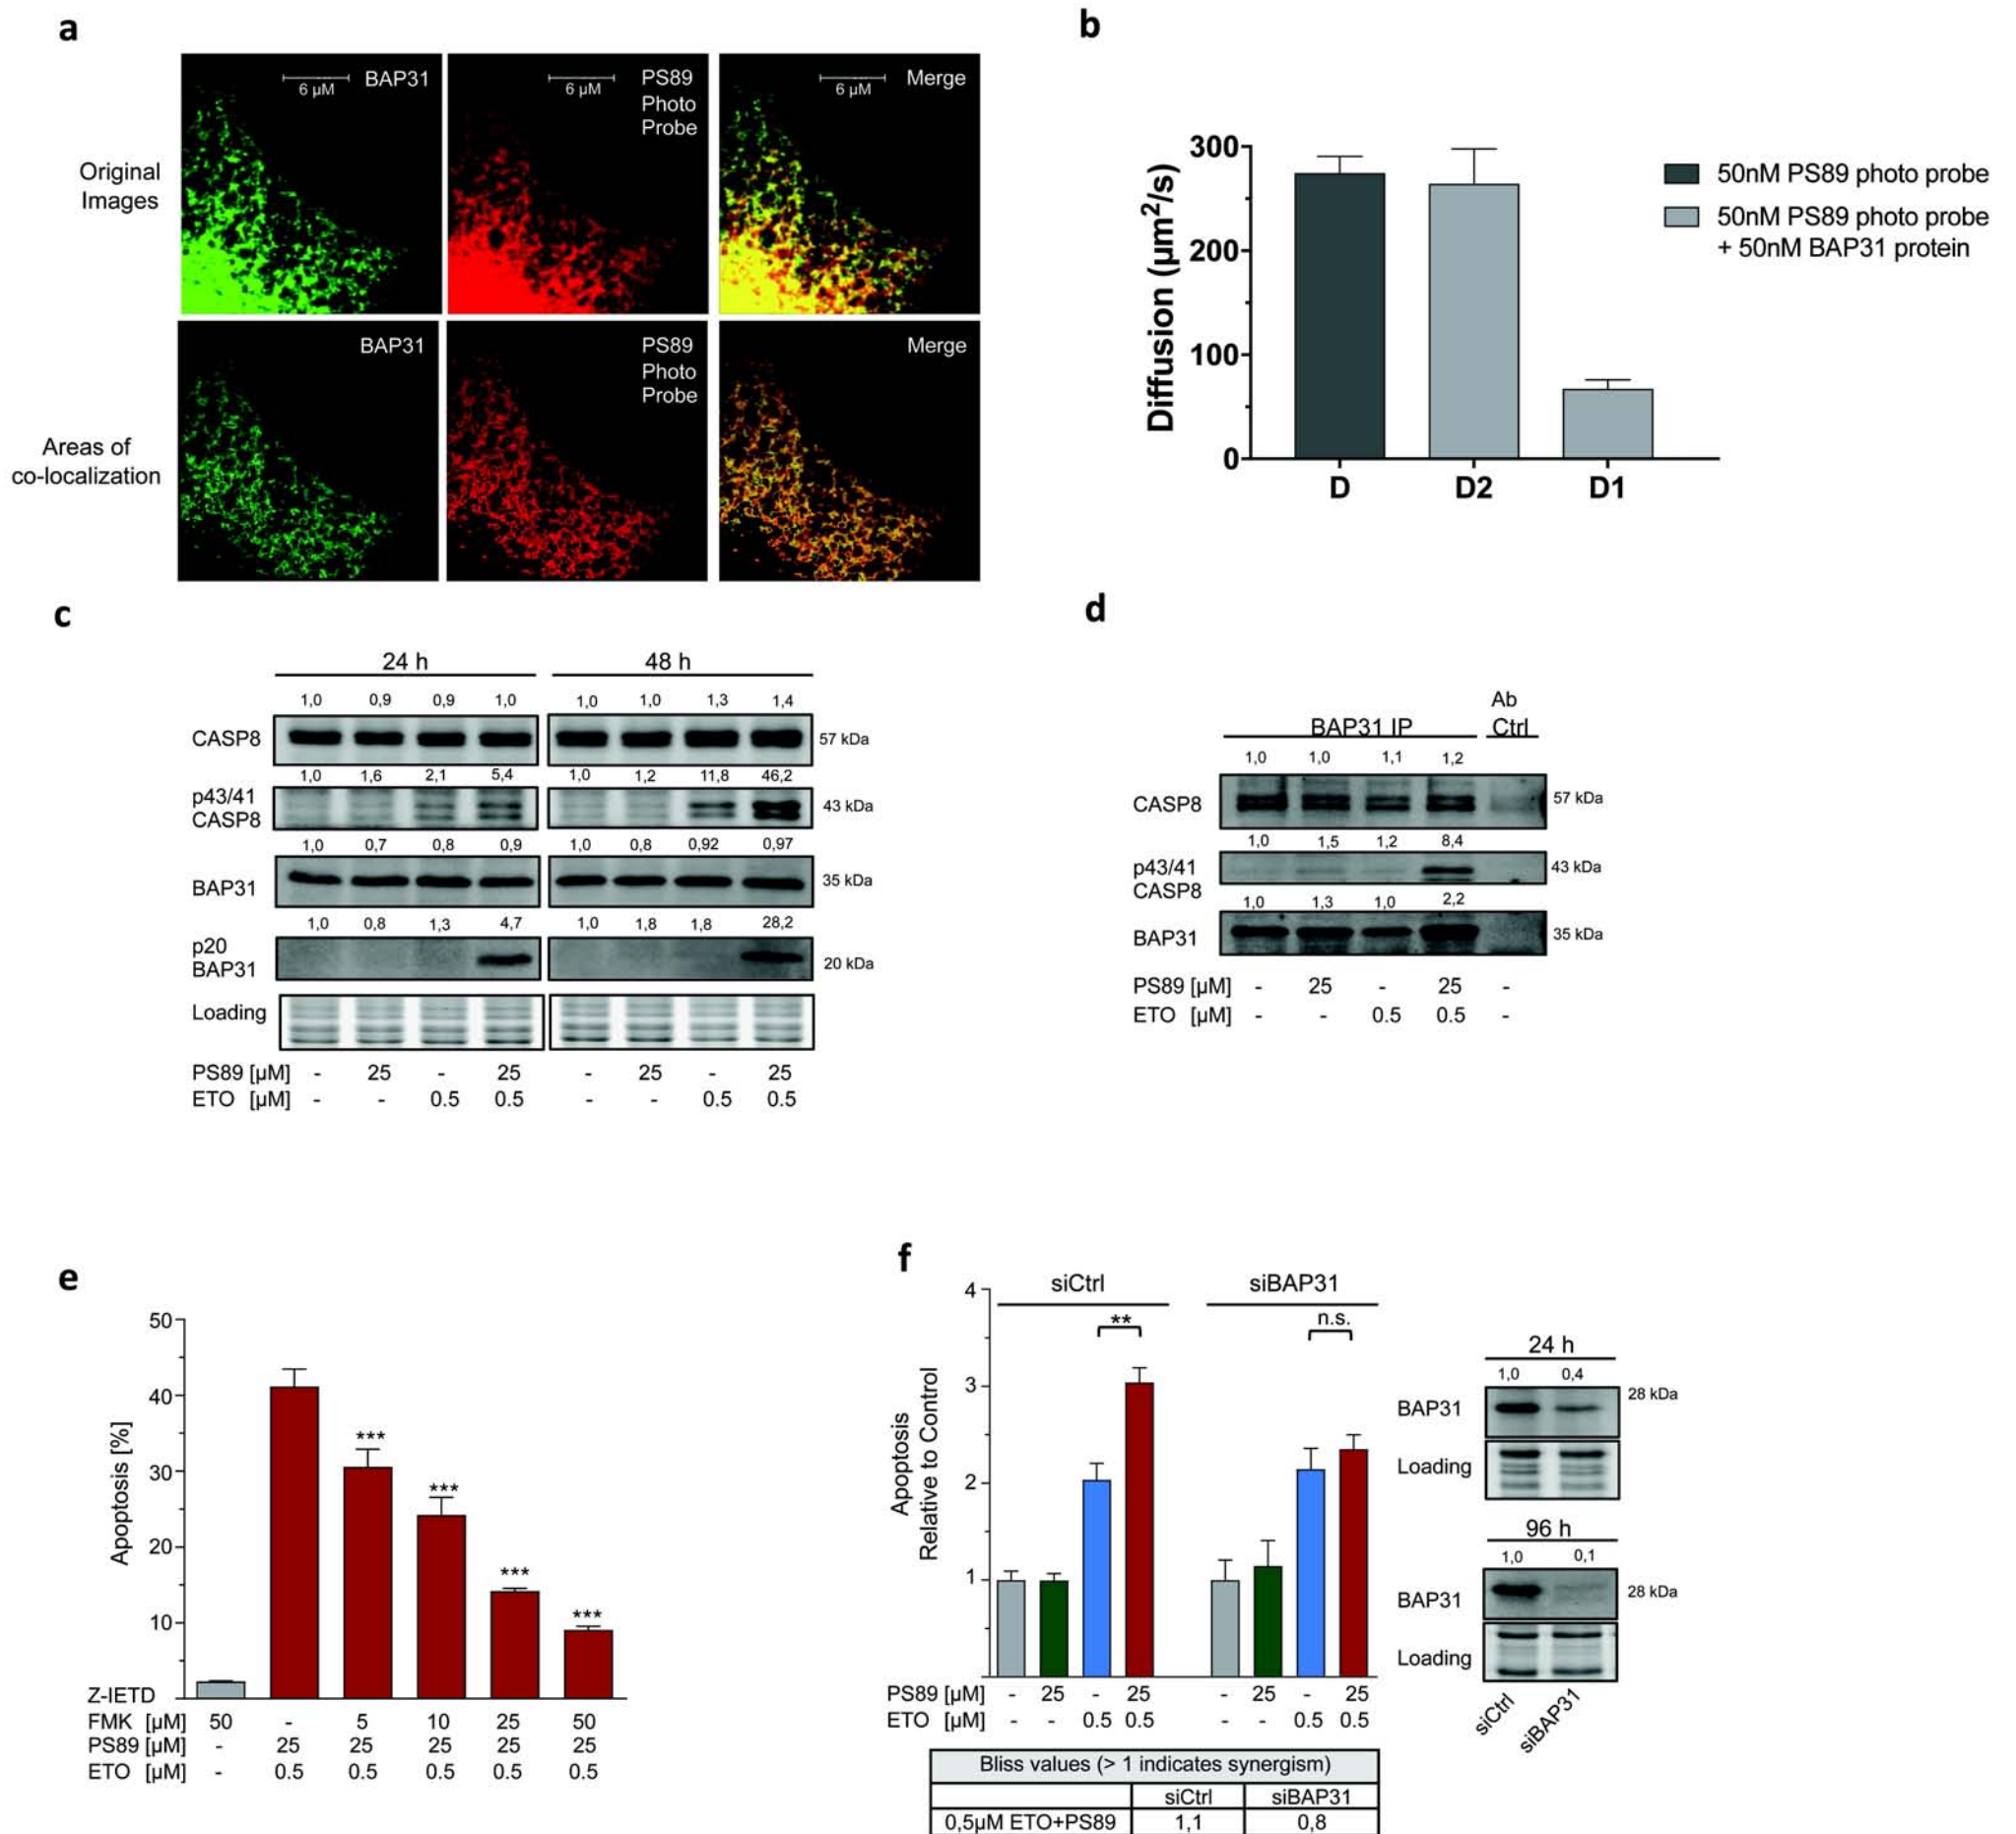 a
BAP31
6 µM
PS89
Photo
Probe
6 µM
Merge
6 µM
Original
Images
BAP31
PS89
Photo
Probe
Merge
Areas of
co-localization
b
Diffusion (µm²/s)
300
200
100
0
D D2 D1
50nM PS89 photo probe
50nM PS89 photo probe
+ 50nM BAP31 protein
c
24 h 48 h
1,0 0,9 0,9 1,0 1,0 1,0 1,3 1,4
CASP8 57 kDa
1,0 1,6 2,1 5,4 1,0 1,2 11,8 46,2
p43/41
CASP8
43 kDa
1,0 0,7 0,8 0,9 1,0 0,8 0,92 0,97
BAP31 35 kDa
1,0 0,8 1,3 4,7 1,0 1,8 1,8 28,2
p20
BAP31
20 kDa
Loading
PS89 [µM] - 25 - 25 - 25 - 25
ETO [µM] - - 0.5 0.5 - - 0.5 0.5
d
BAP31 IP
Ab
Ctrl
1,0 1,0 1,1 1,2
CASP8 57 kDa
1,0 1,5 1,2 8,4
p43/41
CASP8
43 kDa
1,0 1,3 1,0 2,2
BAP31 35 kDa
PS89 [µM] - 25 - 25 -
ETO [µM] - - 0.5 0.5 -
e
Apoptosis [%]
50
40
30
20
10
*** *** *** ***
Z-IETD
FMK [µM] 50 - 5 10 25 50
PS89 [µM] - 25 25 25 25 25
ETO [µM] - 0.5 0.5 0.5 0.5 0.5
f
siCtrl siBAP31
** n.s.
Apoptosis
Relative to Control
4
3
2
1
PS89 [µM] - 25 - 25 - 25 - 25
ETO [µM] - - 0.5 0.5 - - 0.5 0.5
Bliss values (> 1 indicates synergism)
siCtrl siBAP31
0,5µM ETO+PS89 1,1 0,8
24 h
1,0 0,4
BAP31 28 kDa
Loading
96 h
1,0 0,1
BAP31 28 kDa
Loading
siCtrl siBAP31